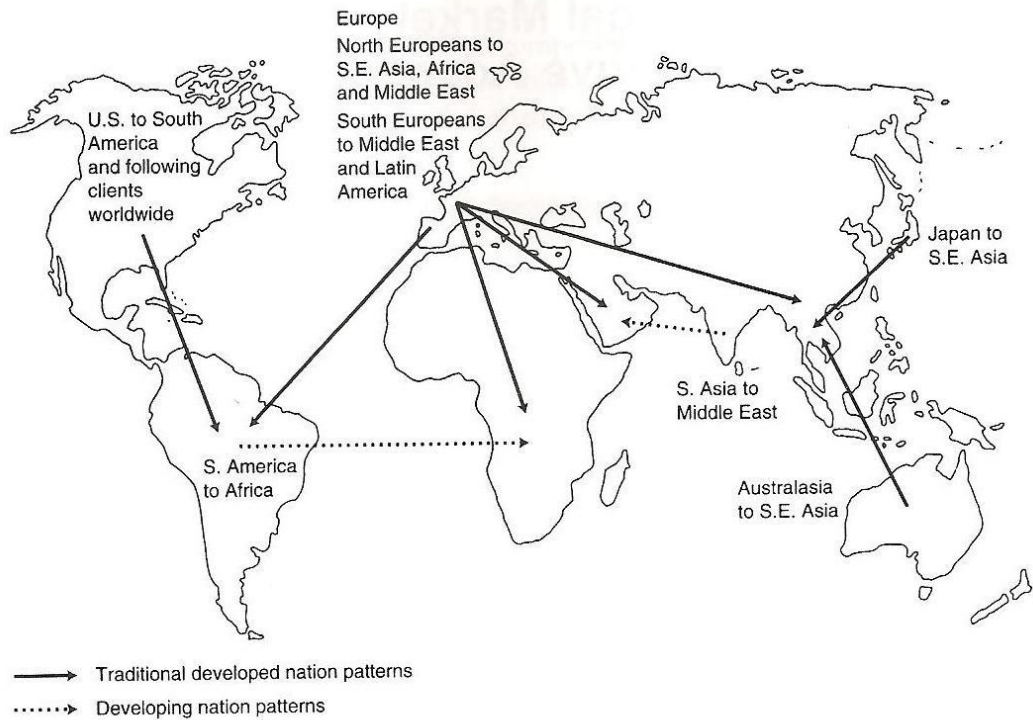 Europe
North Europeans to
S.E. Asia, Africa
and Middle East
South Europeans
to Middle East
and Latin
America
U.S. to South
America
and following
clients
worldwide
Japan to
S.E. Asia
S. Asia to
Middle East
S. America
to Africa
Australasia
to S.E. Asia
Traditional developed nation patterns
Developing nation patterns